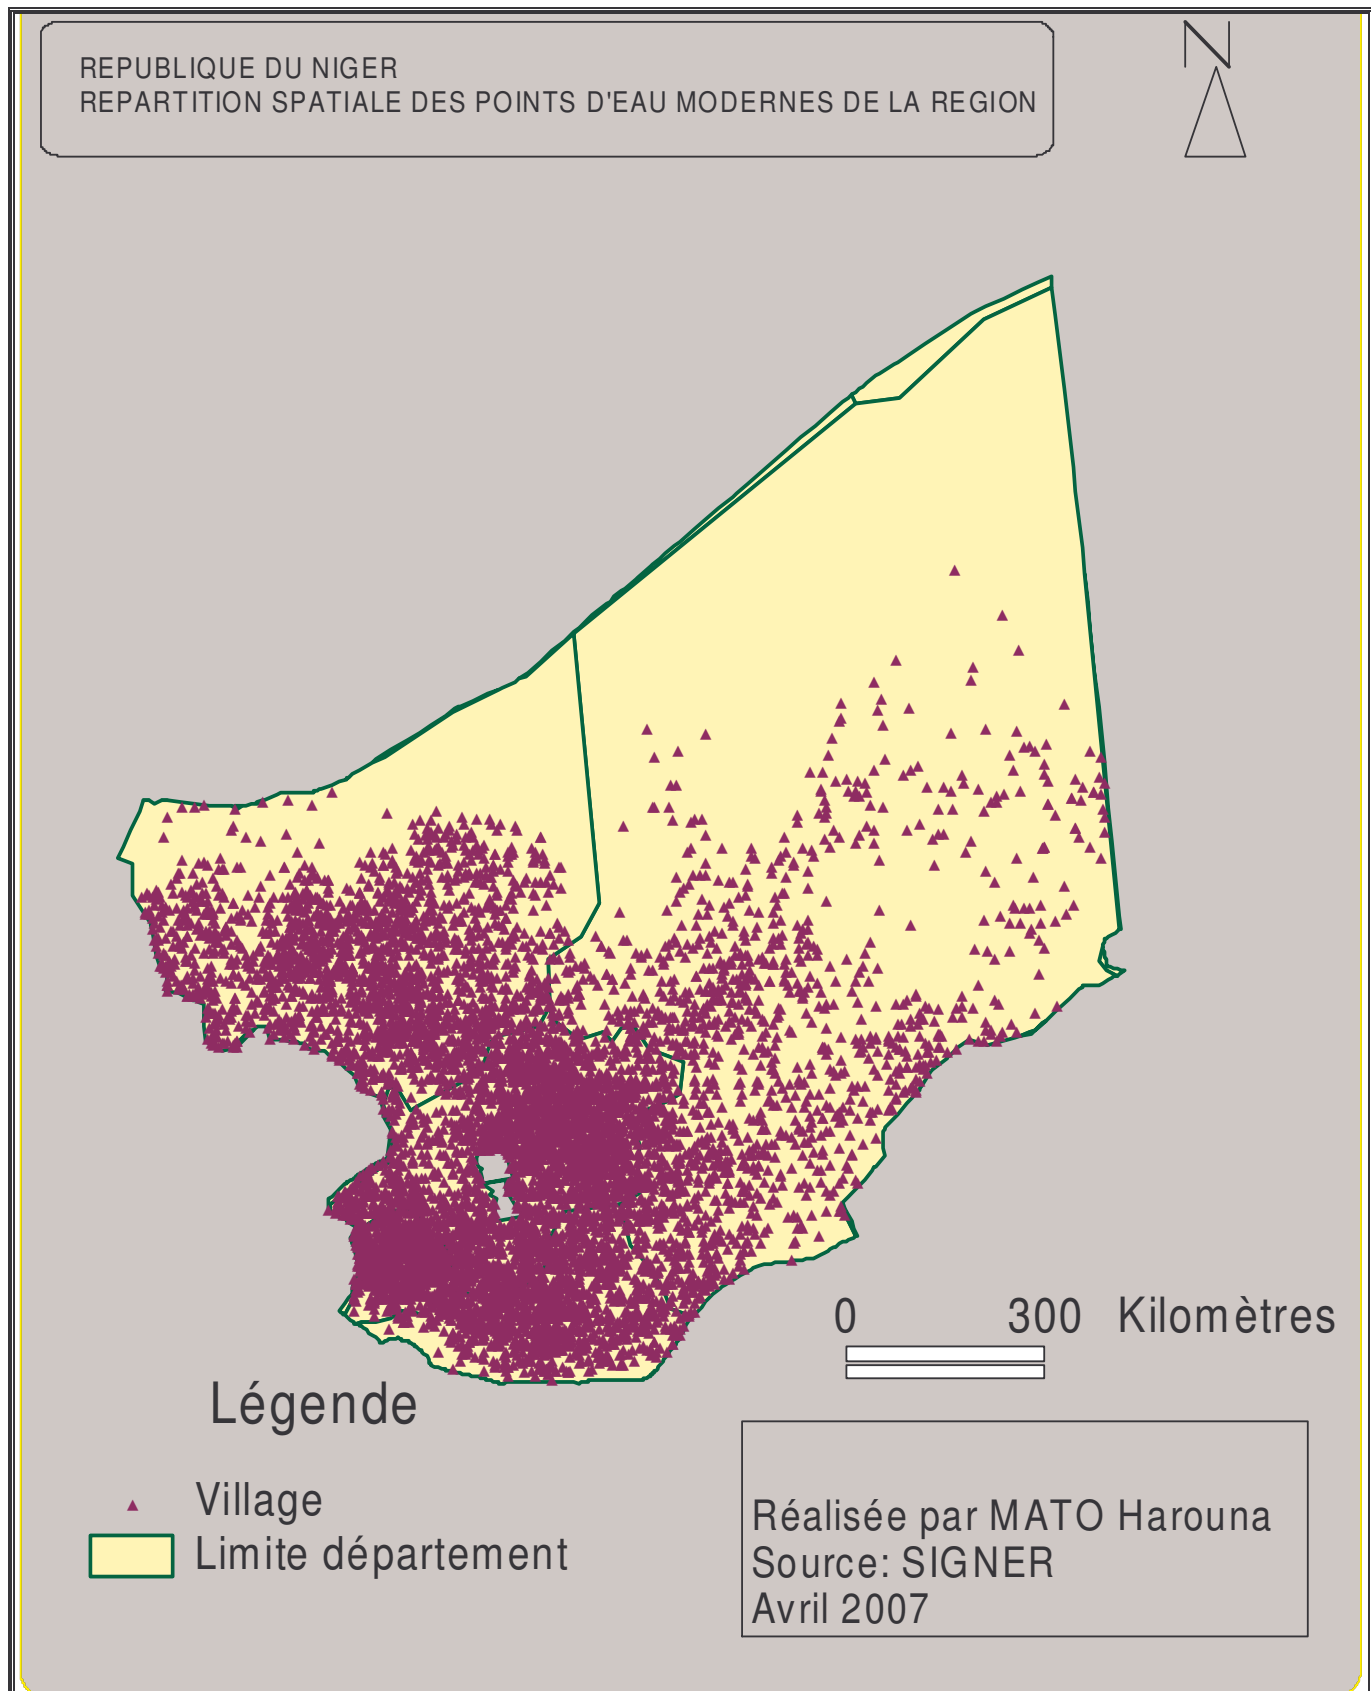 REPUBLIQUE DU NIGER
REPARTITION SPATIALE DES POINTS D'EAU MODERNES DE LA REGION
N
0 300 Kilomètres
Légende
Village
Limite département
Réalisée par MATO Harouna
Source: SIGNER
Avril 2007